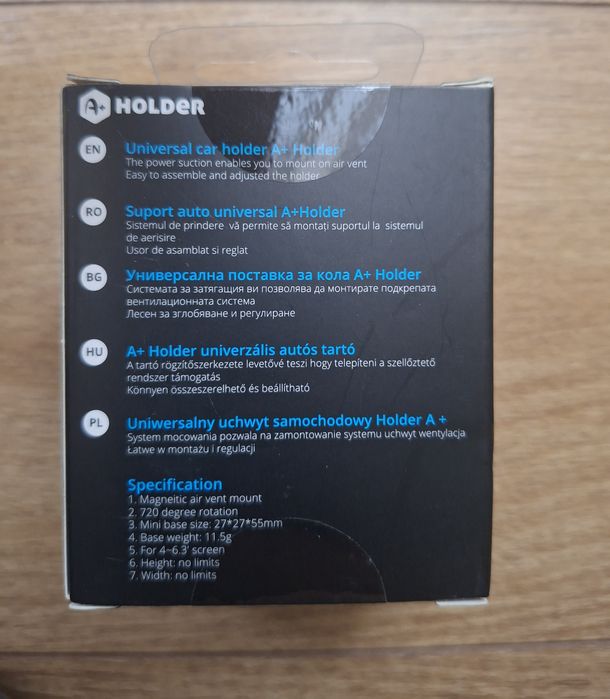 A+ HOLDER
EN
Universal car holder A+ Holder
The power suction enables you to mount on air vent
Easy to assemble and adjusted the holder
RO
Suport auto universal A+Holder
Sistemul de prindere vă permite să montați suportul la sistemul
de aerisire
Usor de asamblat si reglat
BG
Универсална поставка за кола A+ Holder
Системата за затягация ви позволява да монтирате подкрепата
вентилационната система
Лесен за зглобяване и регулиране
HU
A+ Holder univerzális autós tartó
A tartó rögzítőszerkezete levetővé teszi hogy telepíteni a szellőztető
rendszer támogatás
Könnyen összeszerelhető és beállítható
PL
Uniwersalny uchwyt samochodowy Holder A +
System mocowania pozwala na zamontowanie systemu uchwyt wentylacja
Łatwe w montażu i regulacji
Specification
1. Magneitic air vent mount
2. 720 degree rotation
3. Mini base size: 27*27*55mm
4. Base weight: 11.5g
5. For 4~6.3' screen
6. Height: no limits
7. Width: no limits